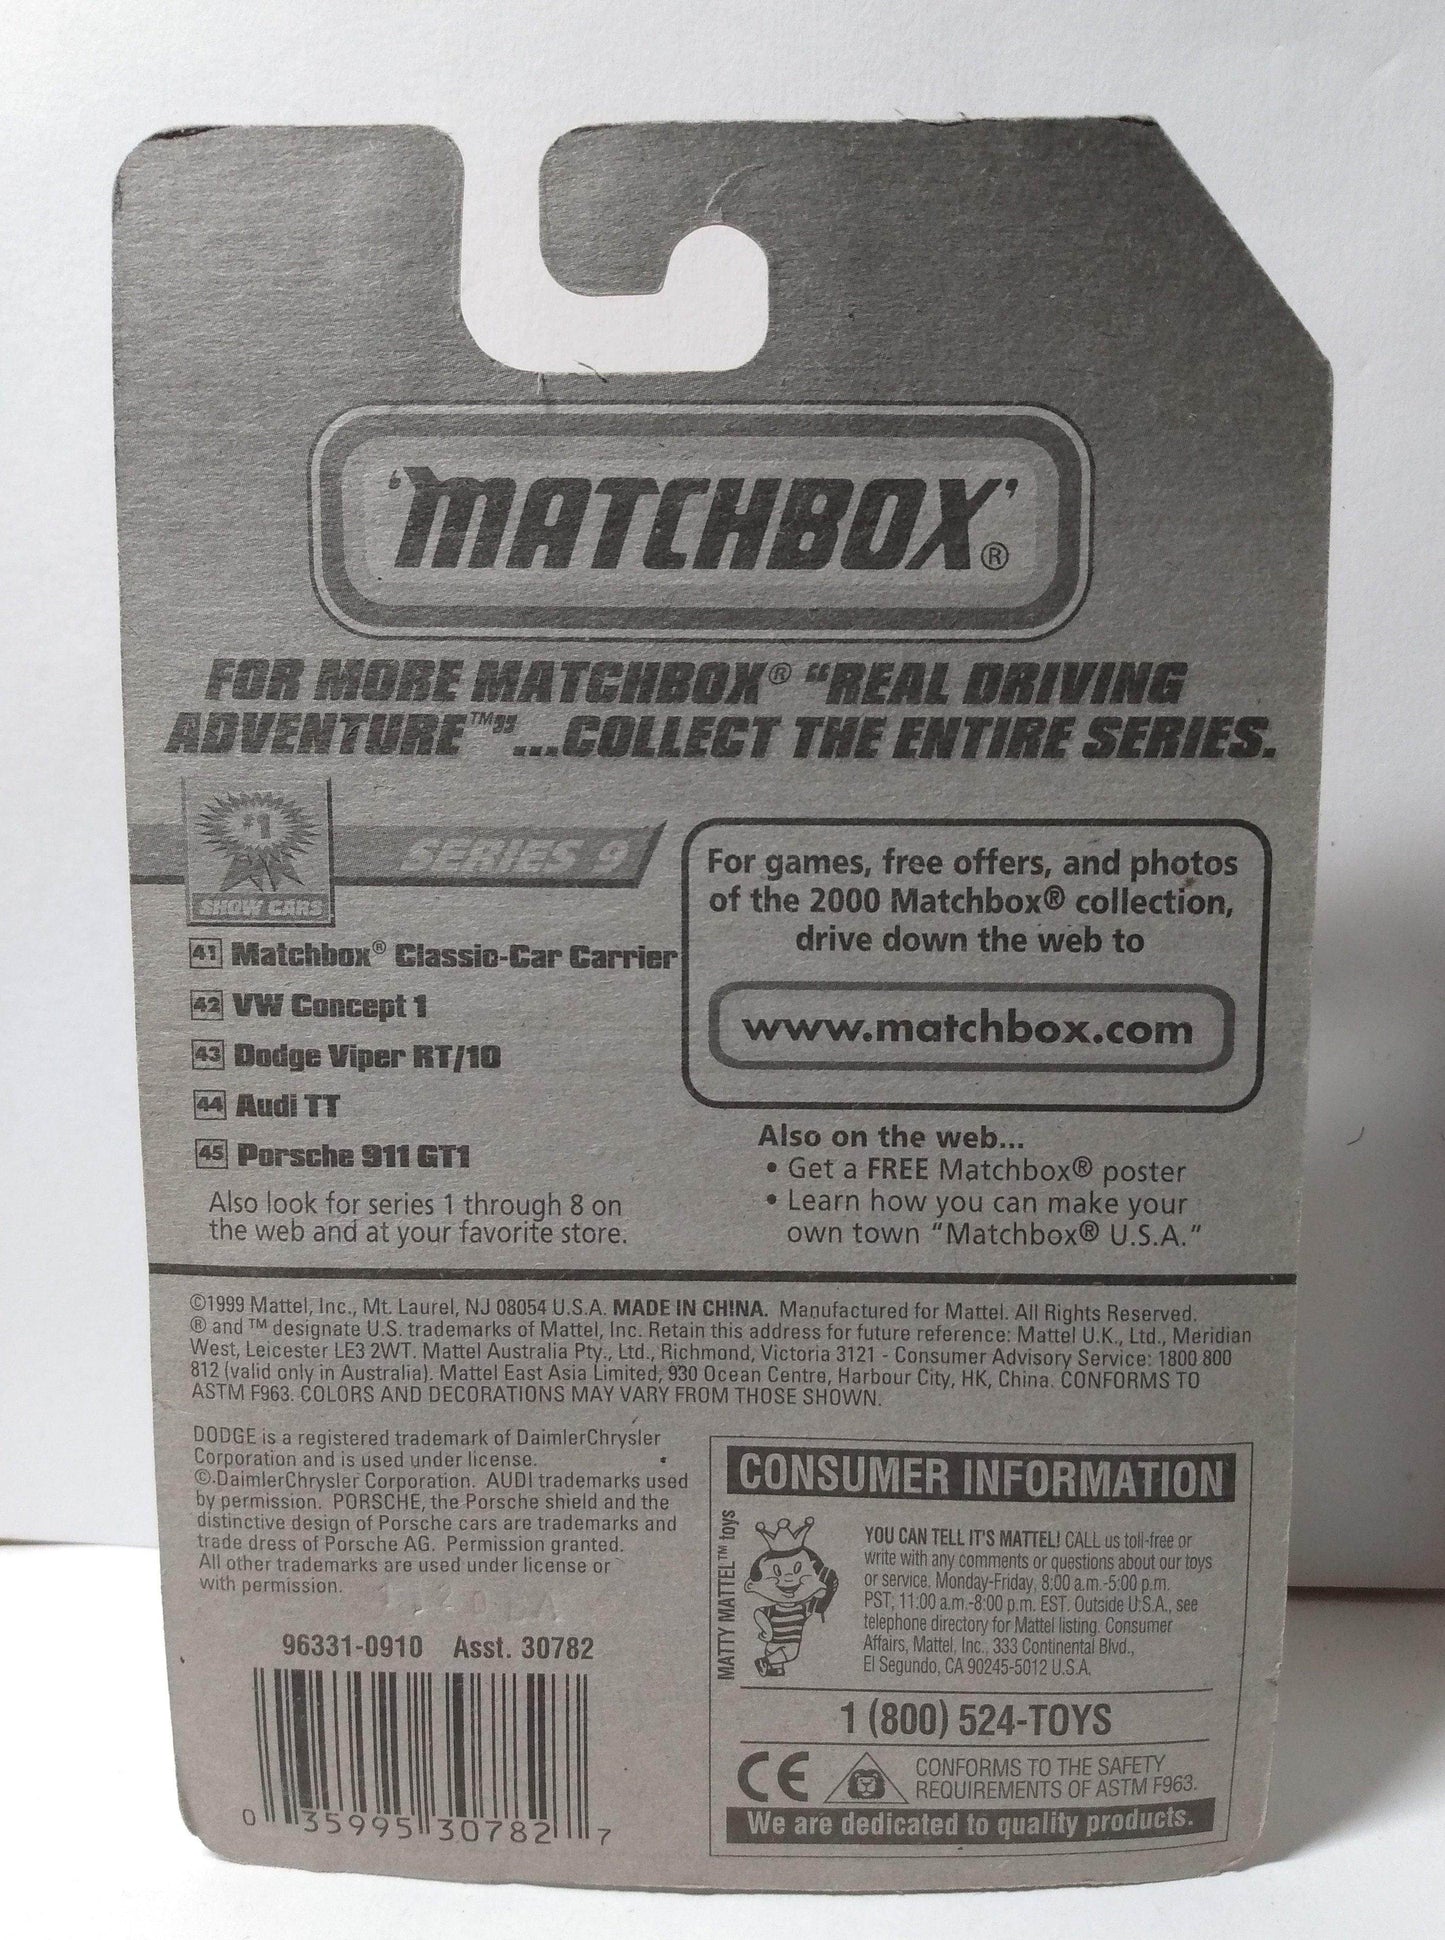 'MATCHBOX'®
FOR MORE MATCHBOX® "REAL DRIVING
ADVENTURE™"...COLLECT THE ENTIRE SERIES.
#1
SHOW CARS
SERIES 9
41 Matchbox® Classic-Car Carrier
42 VW Concept 1
43 Dodge Viper RT/10
44 Audi TT
45 Porsche 911 GT1
Also look for series 1 through 8 on
the web and at your favorite store.
For games, free offers, and photos
of the 2000 Matchbox® collection,
drive down the web to
www.matchbox.com
Also on the web...
• Get a FREE Matchbox® poster
• Learn how you can make your
own town "Matchbox® U.S.A."
©1999 Mattel, Inc., Mt. Laurel, NJ 08054 U.S.A. MADE IN CHINA. Manufactured for Mattel. All Rights Reserved.
® and ™ designate U.S. trademarks of Mattel, Inc. Retain this address for future reference: Mattel U.K., Ltd., Meridian
West, Leicester LE3 2WT. Mattel Australia Pty., Ltd., Richmond, Victoria 3121 - Consumer Advisory Service: 1800 800
812 (valid only in Australia). Mattel East Asia Limited, 930 Ocean Centre, Harbour City, HK, China. CONFORMS TO
ASTM F963. COLORS AND DECORATIONS MAY VARY FROM THOSE SHOWN.
DODGE is a registered trademark of DaimlerChrysler
Corporation and is used under license.
© DaimlerChrysler Corporation. AUDI trademarks used
by permission. PORSCHE, the Porsche shield and the
distinctive design of Porsche cars are trademarks and
trade dress of Porsche AG. Permission granted.
All other trademarks are used under license or
with permission.
96331-0910 Asst. 30782
0 35995 30782 7
CONSUMER INFORMATION
MATTY MATTEL™ toys
YOU CAN TELL IT'S MATTEL! CALL us toll-free or
write with any comments or questions about our toys
or service. Monday-Friday, 8:00 a.m.-5:00 p.m.
PST, 11:00 a.m.-8:00 p.m. EST. Outside U.S.A., see
telephone directory for Mattel listing. Consumer
Affairs, Mattel, Inc., 333 Continental Blvd.,
El Segundo, CA 90245-5012 U.S.A.
1 (800) 524-TOYS
CE
CONFORMS TO THE SAFETY
REQUIREMENTS OF ASTM F963.
We are dedicated to quality products.